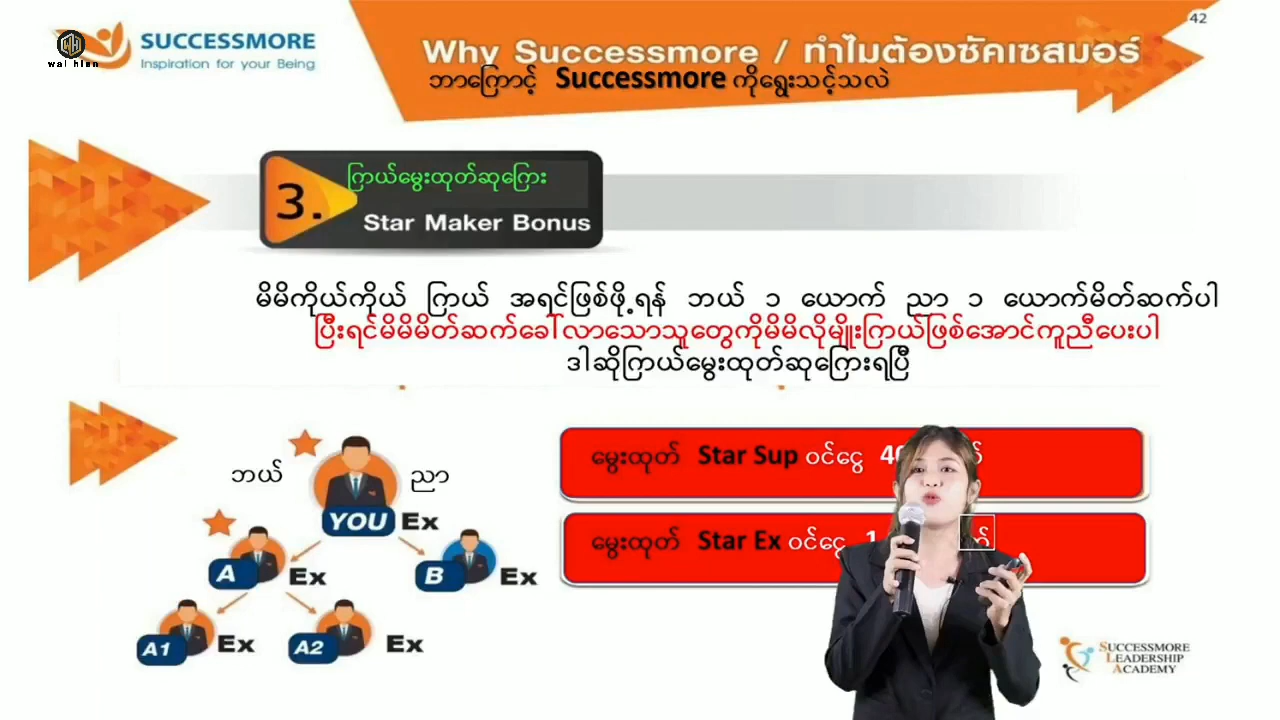 42
WH
wai hlan
SUCCESSMORE
Inspiration for your Being
Why Successmore / ทำไมต้องซัคเซสมอร์
ဘာကြောင့် Successmore ကိုရွေးသင့်သလဲ
3.
ကြယ်မွေးထုတ်ဆုကြေး
Star Maker Bonus
မိမိကိုယ်ကိုယ် ကြယ် အရင်ဖြစ်ဖို့ရန် ဘယ် ၁ ယောက် ညာ ၁ ယောက်မိတ်ဆက်ပါ
ပြီးရင်မိမိမိတ်ဆက်ခေါ်လာသောသူတွေကိုမိမိလိုမျိုးကြယ်ဖြစ်အောင်ကူညီပေးပါ
ဒါဆိုကြယ်မွေးထုတ်ဆုကြေးရပြီ
ဘယ်
ညာ
YOU Ex
A Ex
B Ex
A1 Ex
A2 Ex
မွေးထုတ် Star Sup ဝင်ငွေ
မွေးထုတ် Star Ex ဝင်ငွေ
SUCCESSMORE
LEADERSHIP
ACADEMY